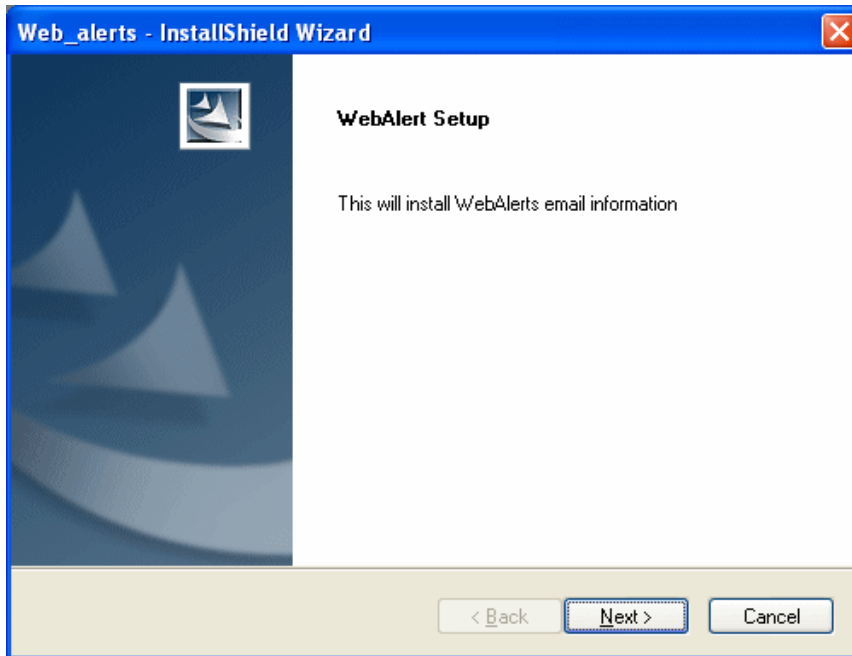 Web_alerts - InstallShield Wizard
WebAlert Setup
This will install WebAlerts email information
< Back
Next >
Cancel